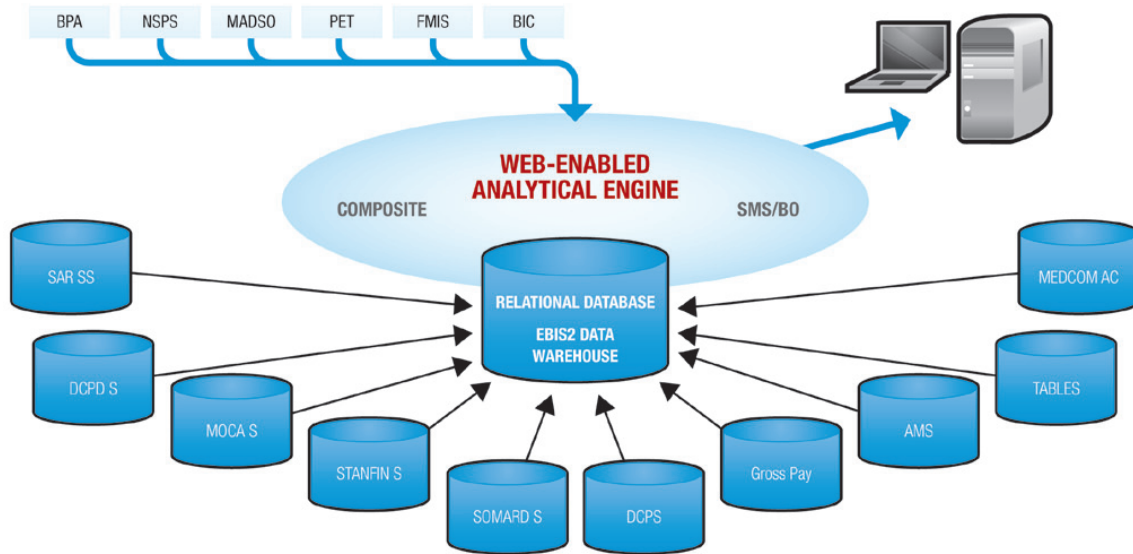 BPA NSPS MADSO PET FMIS BIC
WEB-ENABLED
ANALYTICAL ENGINE
COMPOSITE
SMS/BO
SAR SS
MEDCOM AC
RELATIONAL DATABASE
EBIS2 DATA
WAREHOUSE
DCPD S
TABLES
MOCA S
AMS
STANFIN S
Gross Pay
SOMARD S
DCPS